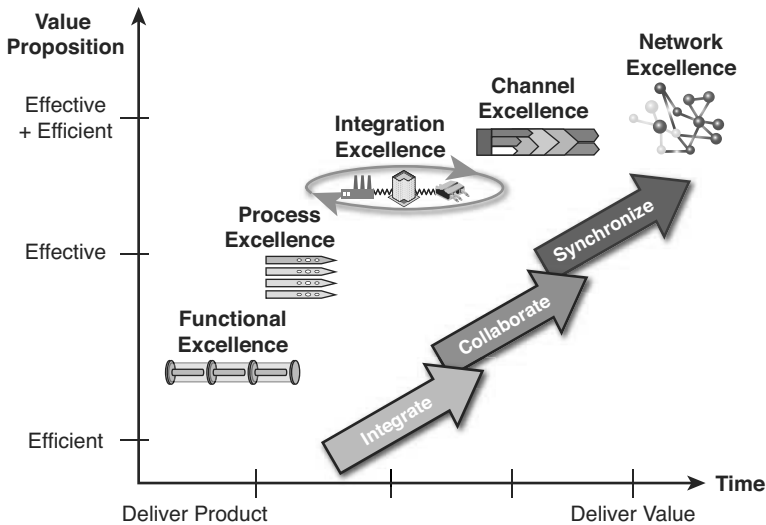 Value
Proposition
Network
Excellence
Channel
Excellence
Effective
+ Efficient
Integration
Excellence
Process
Excellence
Synchronize
Effective
Functional
Excellence
Collaborate
Integrate
Efficient
Time
Deliver Product
Deliver Value